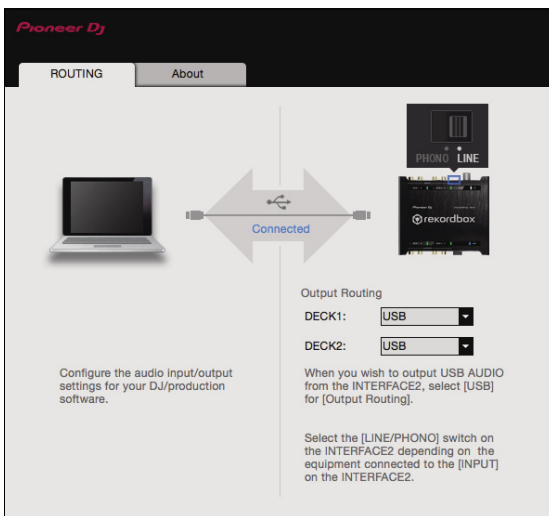 Pioneer Dj
ROUTING
About
PHONO LINE
Connected
rekordbox
Output Routing
DECK1:
USB
DECK2:
USB
Configure the audio input/output
settings for your DJ/production
software.
When you wish to output USB AUDIO
from the INTERFACE2, select [USB]
for [Output Routing].
Select the [LINE/PHONO] switch on
the INTERFACE2 depending on the
equipment connected to the [INPUT]
on the INTERFACE2.